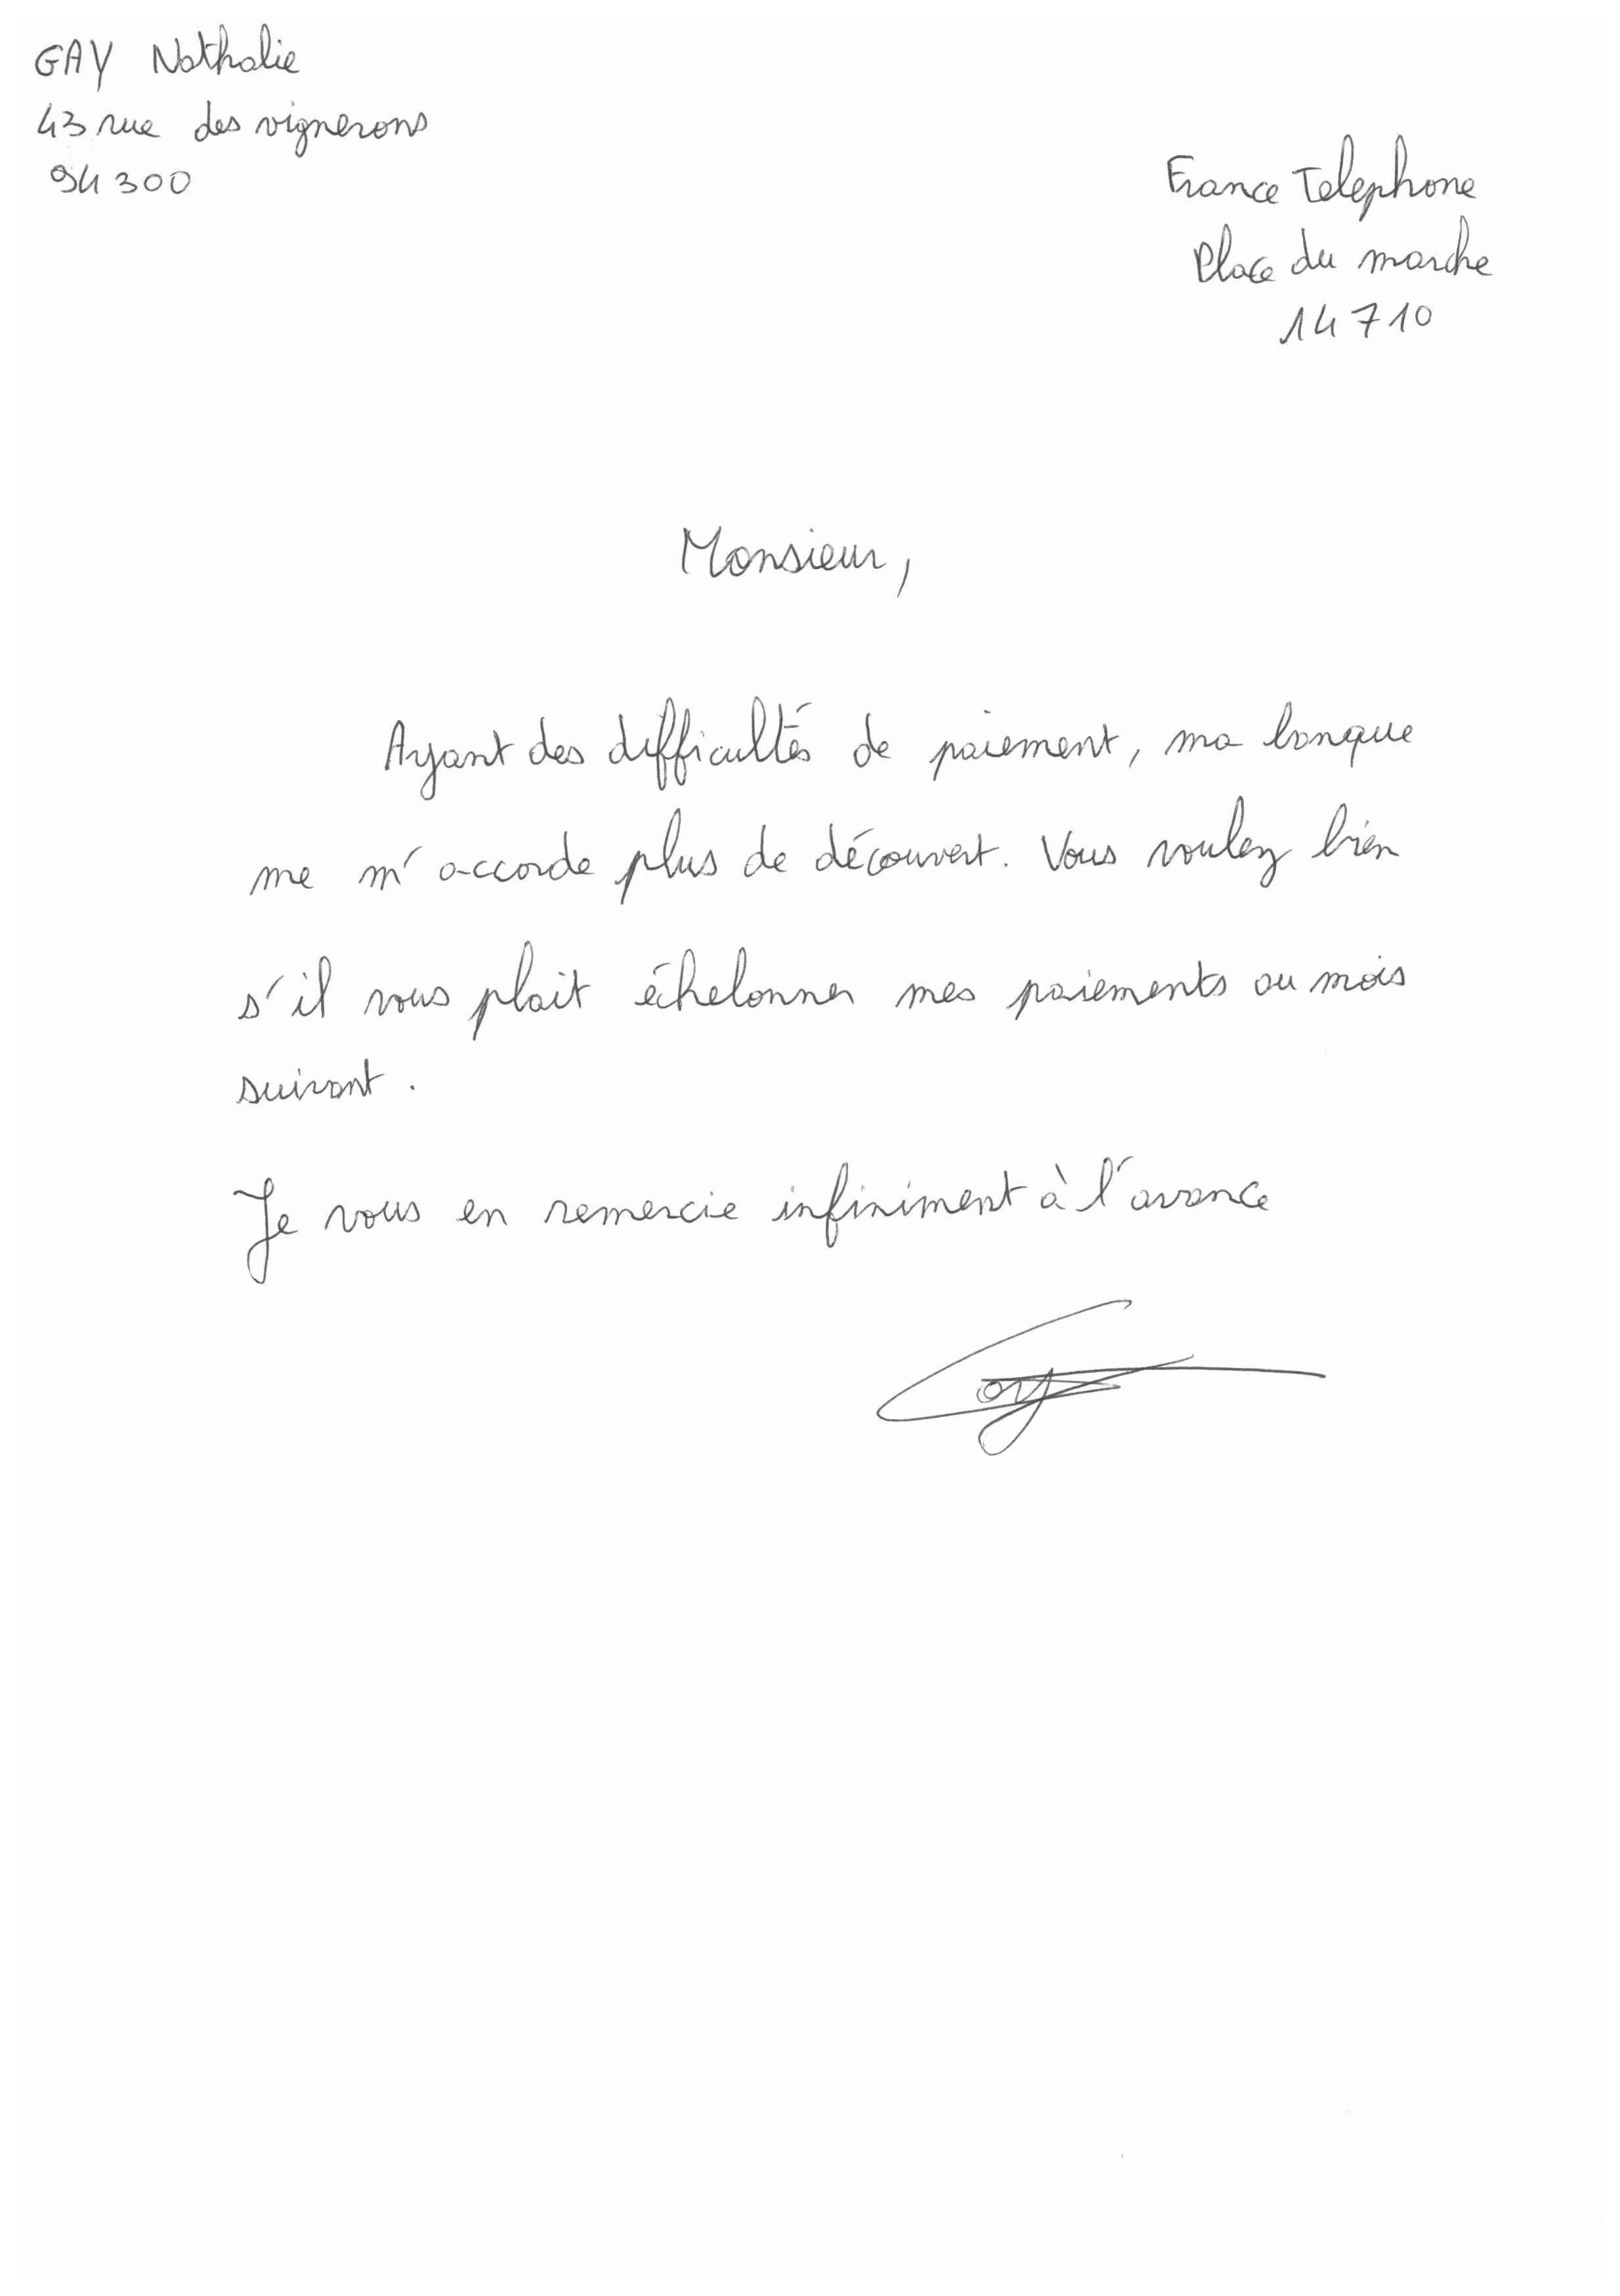 GAY Nathalie
43 rue des vignerons
94300
France Telephone
Place du marche
14710
Monsieur,
Ayant des difficultés de paiement, ma banque
me m'accorde plus de découvert. Vous voulez bien
s'il vous plait échelonner mes paiements au mois
suivant.
Je vous en remercie infiniment à l'avance
Gay